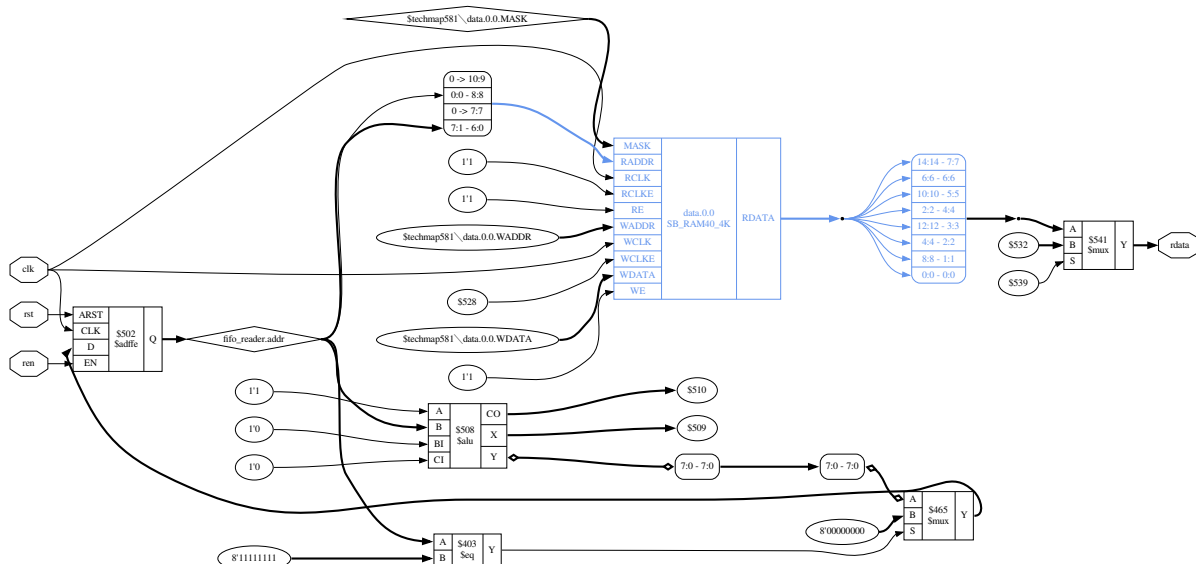 $techmap581\data.0.0.MASK
0 -> 10:9
0:0 - 8:8
0 -> 7:7
7:1 - 6:0
1'1
1'1
$techmap581\data.0.0.WADDR
$528
$techmap581\data.0.0.WDATA
1'1
MASK
RADDR
RCLK
RCLKE
RE
WADDR
WCLK
WCLKE
WDATA
WE
data.0.0
SB_RAM40_4K
RDATA
14:14 - 7:7
6:6 - 6:6
10:10 - 5:5
2:2 - 4:4
12:12 - 3:3
4:4 - 2:2
8:8 - 1:1
0:0 - 0:0
$532
$539
A
B
S
$541
$mux
Y
rdata
clk
rst
ren
ARST
CLK
D
EN
$502
$adffe
Q
fifo_reader.addr
1'1
1'0
1'0
A
B
BI
CI
$508
$alu
CO
X
Y
$510
$509
7:0 - 7:0
7:0 - 7:0
8'00000000
A
B
S
$465
$mux
Y
8'11111111
A
B
$403
$eq
Y